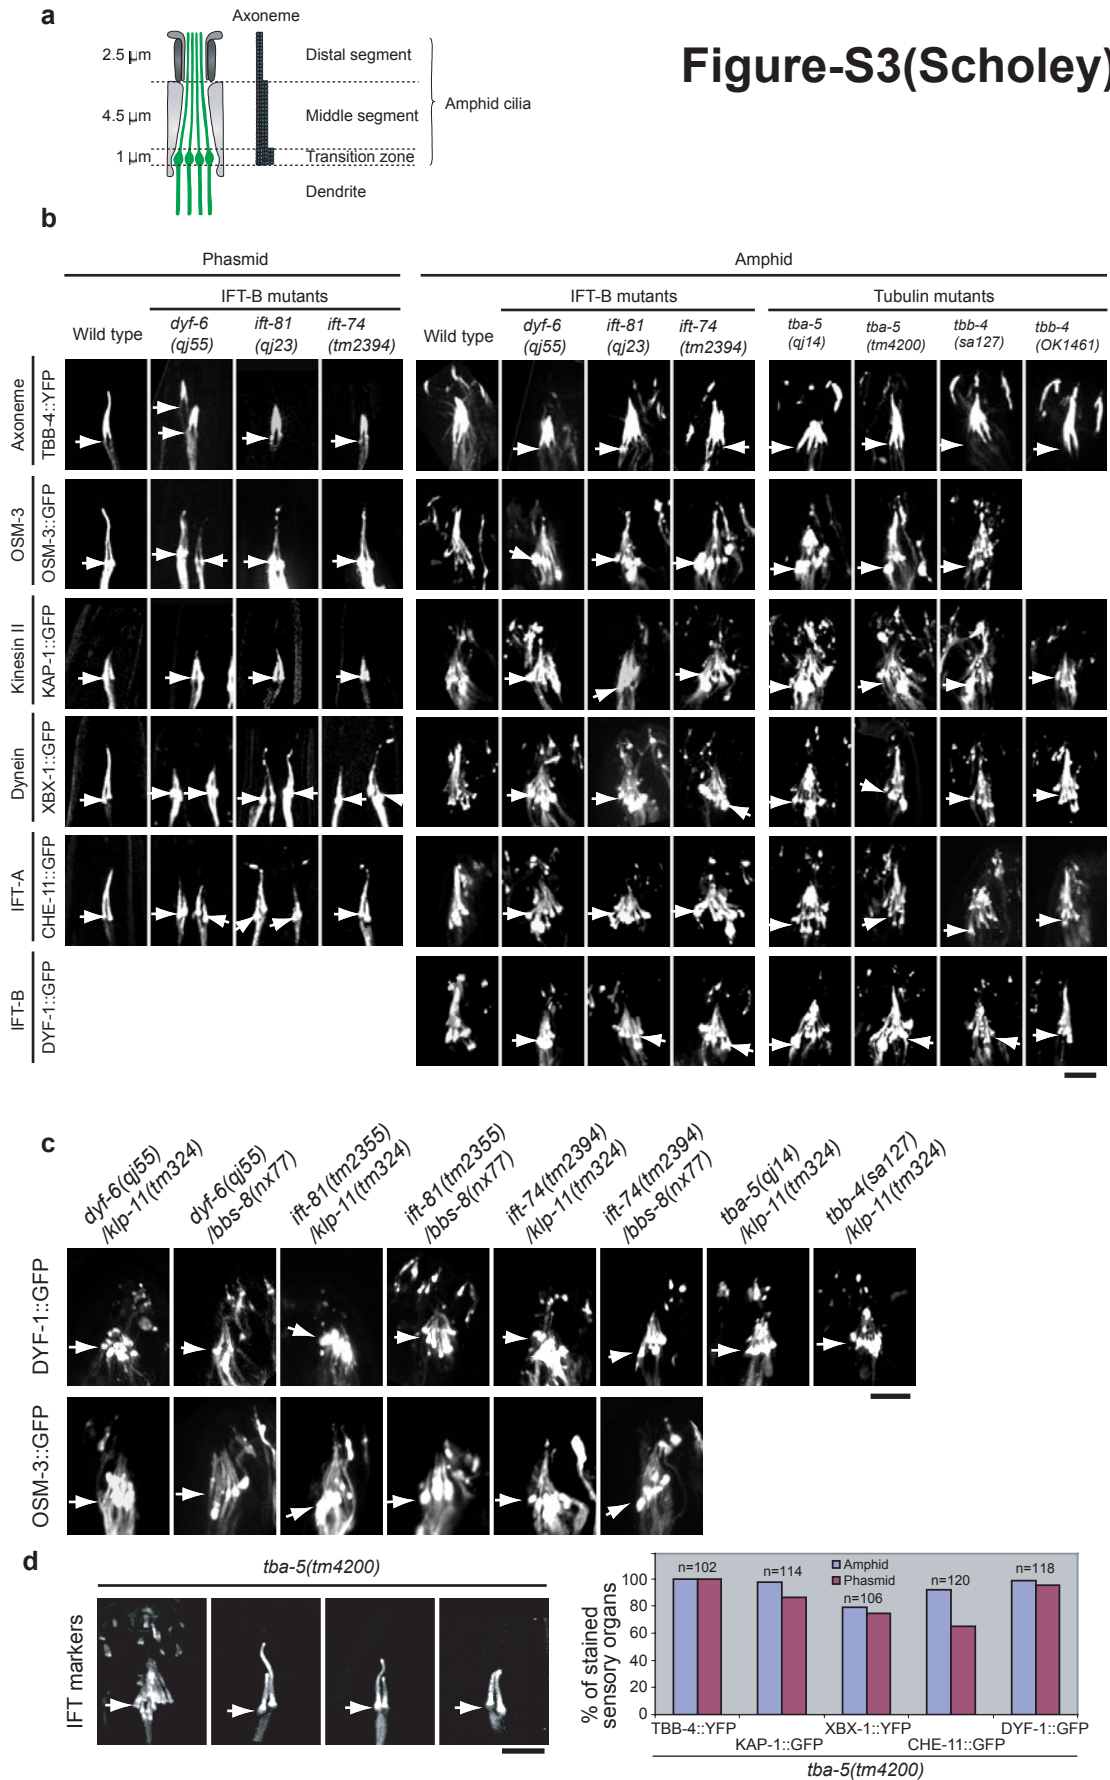 a
Axoneme
Figure-S3(Scholey)
2.5 µm
Distal segment
4.5 µm
Middle segment
Amphid cilia
1 µm
Transition zone
Dendrite
b
Phasmid
Amphid
IFT-B mutants
IFT-B mutants
Tubulin mutants
Wild type
dyf-6
(qj55)
ift-81
(qj23)
ift-74
(tm2394)
Wild type
dyf-6
(qj55)
ift-81
(qj23)
ift-74
(tm2394)
tba-5
(qj14)
tba-5
(tm4200)
tbb-4
(sa127)
tbb-4
(OK1461)
Axoneme
TBB-4::YFP
OSM-3
OSM-3::GFP
Kinesin II
KAP-1::GFP
Dynein
XBX-1::GFP
IFT-A
CHE-11::GFP
IFT-B
DYF-1::GFP
c
dyf-6(qj55)
/klp-11(tm324)
dyf-6(qj55)
/bbs-8(nx77)
ift-81(tm2355)
/klp-11(tm324)
ift-81(tm2355)
/bbs-8(nx77)
ift-74(tm2394)
/klp-11(tm324)
ift-74(tm2394)
/bbs-8(nx77)
tba-5(qj14)
/klp-11(tm324)
tbb-4(sa127)
/klp-11(tm324)
DYF-1::GFP
OSM-3::GFP
d
tba-5(tm4200)
IFT markers
% of stained
sensory organs
100
80
60
40
20
0
n=102
n=114
n=106
n=120
n=118
Amphid
Phasmid
TBB-4::YFP
KAP-1::GFP
XBX-1::YFP
CHE-11::GFP
DYF-1::GFP
tba-5(tm4200)